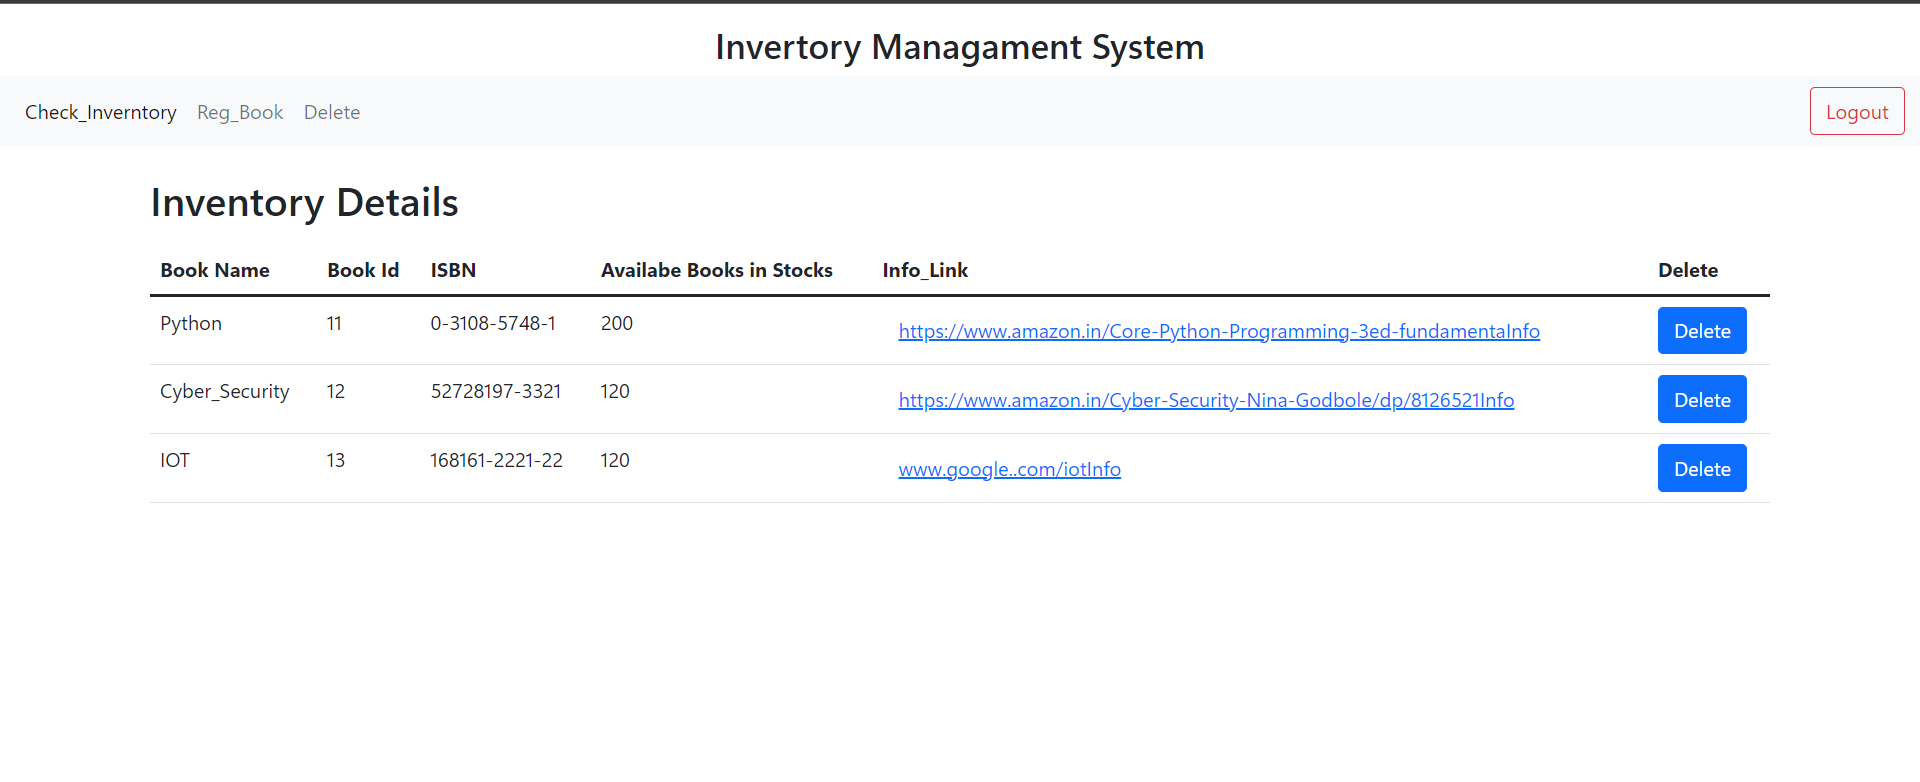 Invertory Managament System
Check_Inverntory Reg_Book Delete Logout
Inventory Details
Book Name Book Id ISBN Availabe Books in Stocks Info_Link Delete
Python 11 0-3108-5748-1 200 https://www.amazon.in/Core-Python-Programming-3ed-fundamentaInfo Delete
Cyber_Security 12 52728197-3321 120 https://www.amazon.in/Cyber-Security-Nina-Godbole/dp/8126521Info Delete
IOT 13 168161-2221-22 120 www.google..com/iotInfo Delete